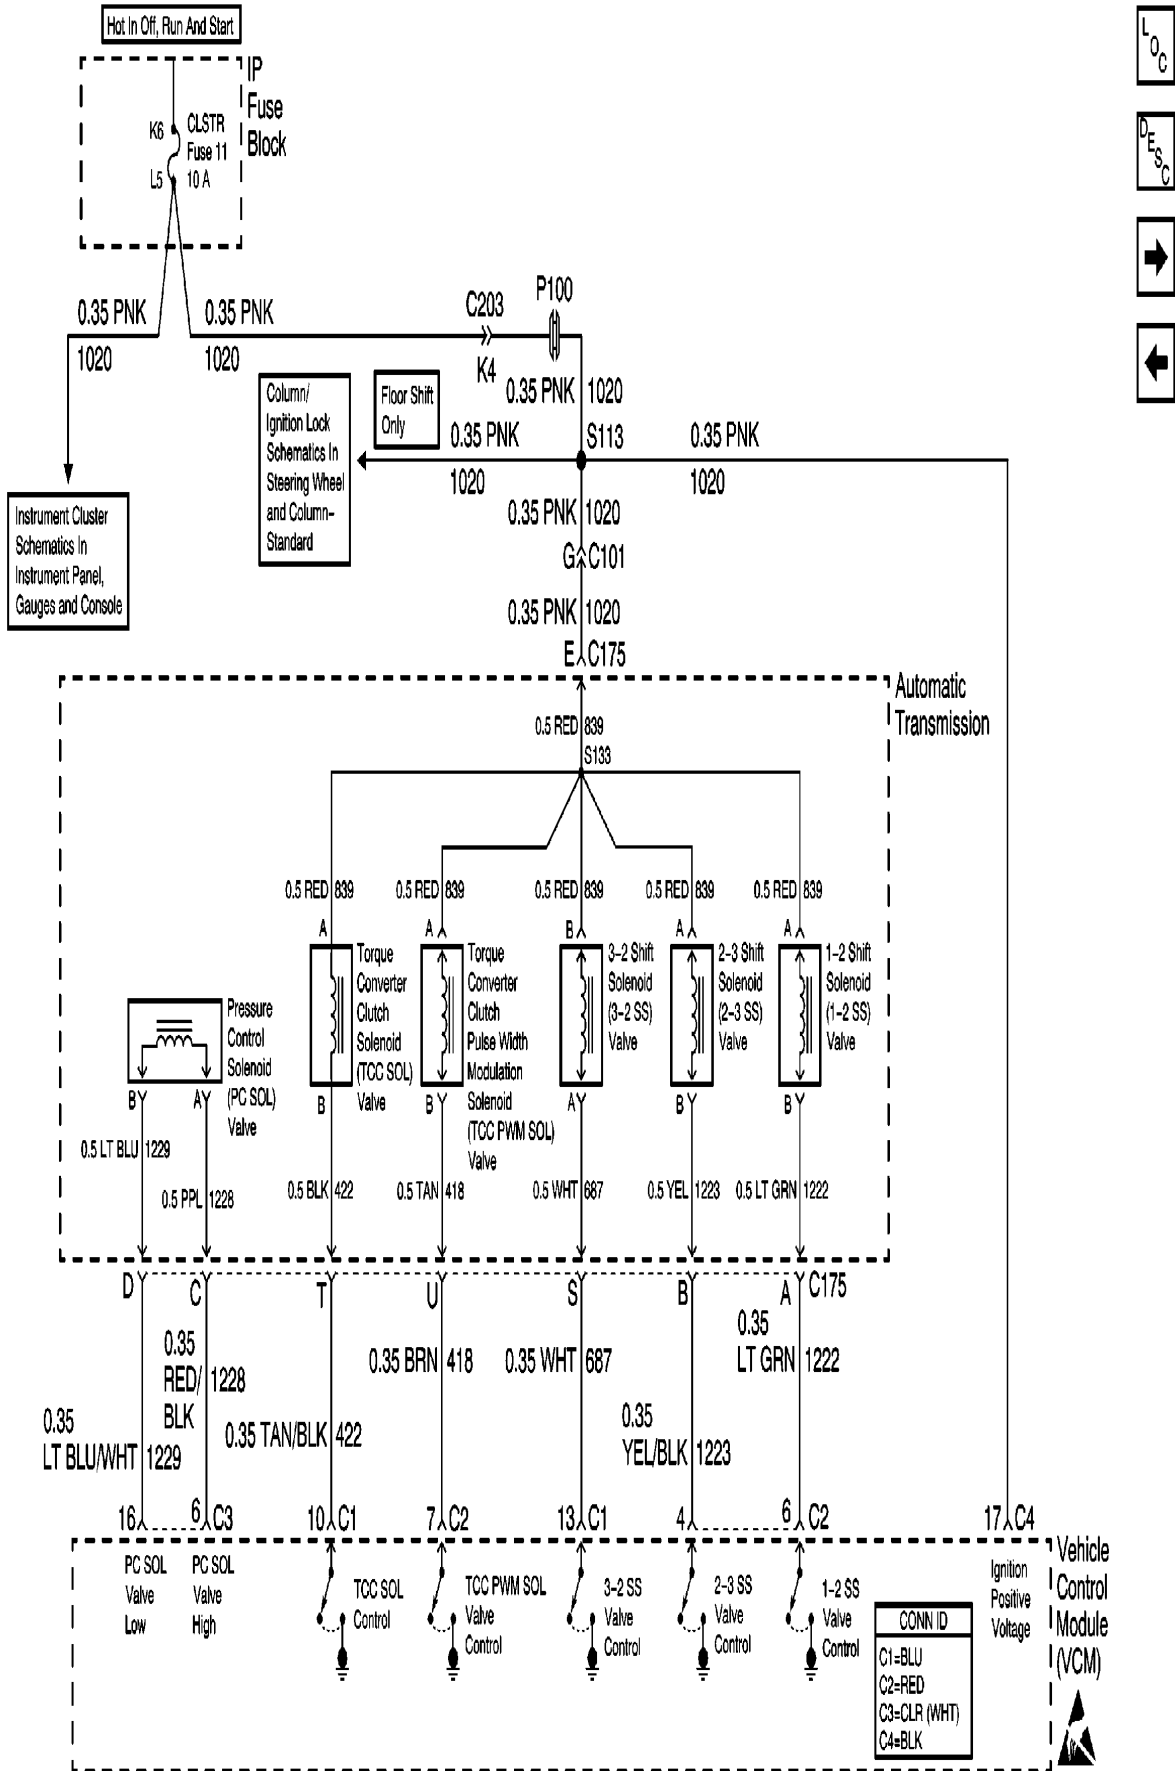 Hot In Off, Run And Start
LOC
DESC
IP
Fuse
Block
K6
CLSTR
Fuse 11
10 A
L5
0.35 PNK
1020
0.35 PNK
1020
C203
K4
P100
0.35 PNK 1020
Column/
Ignition Lock
Schematics In
Steering Wheel
and Column-
Standard
Floor Shift
Only
0.35 PNK
1020
S113
0.35 PNK
1020
Instrument Cluster
Schematics In
Instrument Panel,
Gauges and Console
0.35 PNK 1020
G C101
0.35 PNK 1020
E C175
Automatic
Transmission
0.5 RED 839
S133
0.5 RED 839
0.5 RED 839
0.5 RED 839
0.5 RED 839
0.5 RED 839
A
A
B
A
A
Pressure
Control
Solenoid
(PC SOL)
Valve
Torque
Converter
Clutch
Solenoid
(TCC SOL)
Valve
Torque
Converter
Clutch
Pulse Width
Modulation
Solenoid
(TCC PWM SOL)
Valve
3-2 Shift
Solenoid
(3-2 SS)
Valve
2-3 Shift
Solenoid
(2-3 SS)
Valve
1-2 Shift
Solenoid
(1-2 SS)
Valve
B
A
B
B
A
B
B
0.5 LT BLU 1229
0.5 PPL 1228
0.5 BLK 422
0.5 TAN 418
0.5 WHT 687
0.5 YEL 1223
0.5 LT GRN 1222
D
C
T
U
S
B
A
C175
0.35
LT BLU/WHT 1229
0.35
RED/
BLK
1228
0.35 TAN/BLK 422
0.35 BRN 418
0.35 WHT 687
0.35
YEL/BLK 1223
0.35
LT GRN 1222
16
6 C3
10 C1
7 C2
13 C1
4
6 C2
17 C4
PC SOL
Valve
Low
PC SOL
Valve
High
TCC SOL
Control
TCC PWM SOL
Valve
Control
3-2 SS
Valve
Control
2-3 SS
Valve
Control
1-2 SS
Valve
Control
Ignition
Positive
Voltage
CONN ID
C1=BLU
C2=RED
C3=CLR (WHT)
C4=BLK
Vehicle
Control
Module
(VCM)